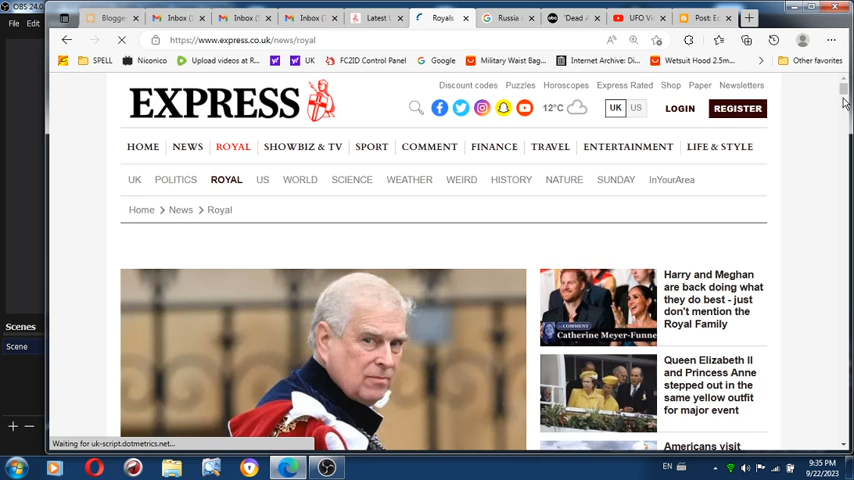 OBS 24.0
File
Ed
Scenes
Scene
Blogge
Inbox (
Inbox (
Inbox (
Latest U
Royals
Russia
'Dead A
UFO Vi
Post: Ed
https://www.express.co.uk/news/royal
SPELL
Niconico
Upload videos at R...
UK
FC2ID Control Panel
Google
Military Waist Bag...
Internet Archive: Di...
Wetsuit Hood 2.5m...
Other favorites
Discount codes Puzzles Horoscopes Express Rated Shop Paper Newsletters
EXPRESS
12°C
UK US
LOGIN
REGISTER
HOME NEWS ROYAL SHOWBIZ & TV SPORT COMMENT FINANCE TRAVEL ENTERTAINMENT LIFE & STYLE
UK POLITICS ROYAL US WORLD SCIENCE WEATHER WEIRD HISTORY NATURE SUNDAY InYourArea
Home > News > Royal
COMMENT
Catherine Meyer-Funne
Harry and Meghan
are back doing what
they do best - just
don't mention the
Royal Family
Queen Elizabeth II
and Princess Anne
stepped out in the
same yellow outfit
for major event
Americans visit
Waiting for uk-script.dotmetrics.net...
EN
9:35 PM
9/22/2023